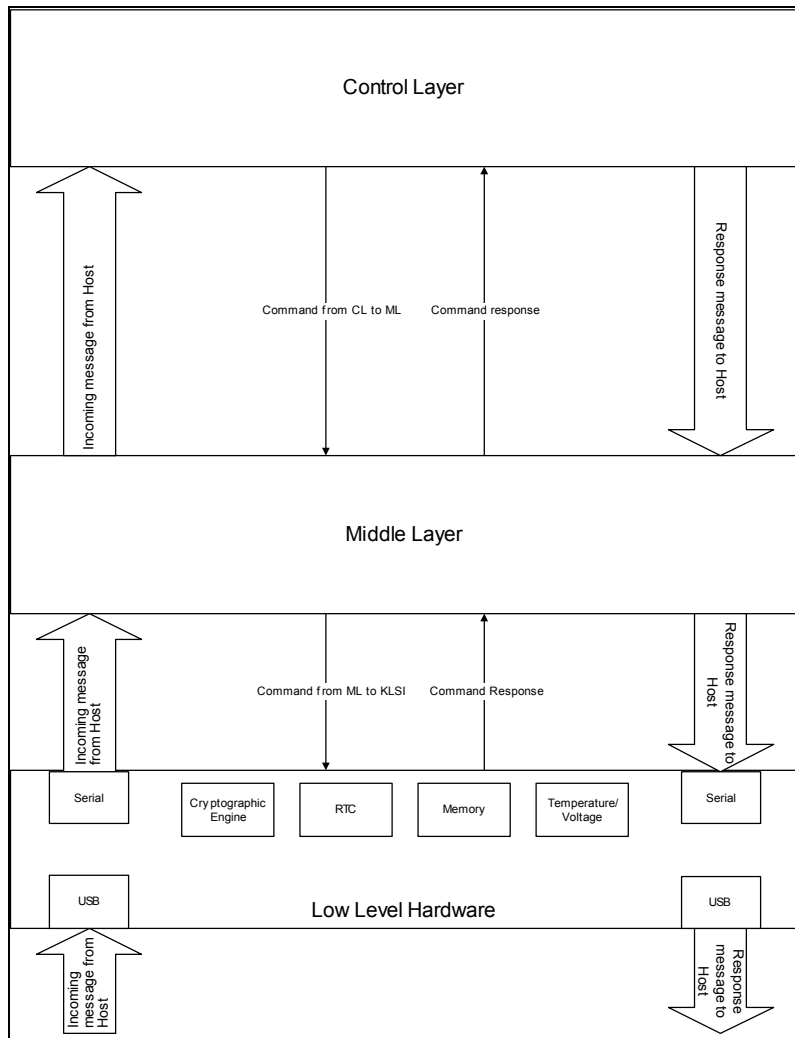 Control Layer
Incoming message from Host
Command from CL to ML
Command response
Response message to Host
Middle Layer
Incoming message
from Host
Command from ML to KLSI
Command Response
Response message to
Host
Serial
Cryptographic
Engine
RTC
Memory
Temperature/
Voltage
Serial
USB
Low Level Hardware
USB
Incoming
message from
Host
Response
message to
Host